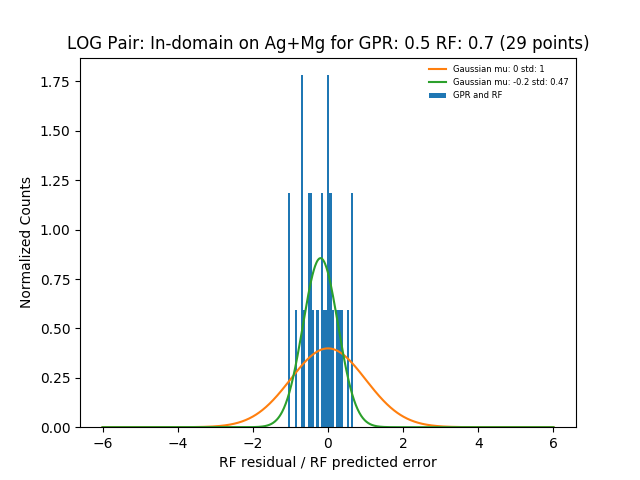 LOG Pair: In-domain on Ag+Mg for GPR: 0.5 RF: 0.7 (29 points)
Gaussian mu: 0 std: 1
Gaussian mu: -0.2 std: 0.47
GPR and RF
Normalized Counts
1.75
1.50
1.25
1.00
0.75
0.50
0.25
0.00
−6 −4 −2 0 2 4 6
RF residual / RF predicted error